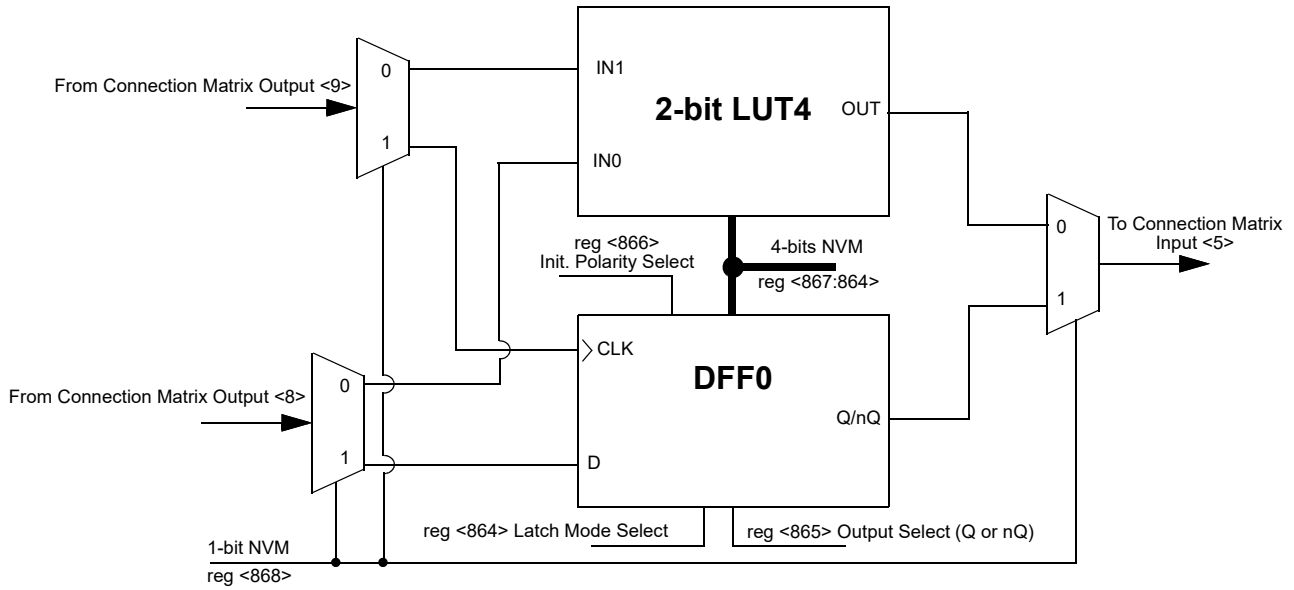 From Connection Matrix Output <9>
0
1
IN1
IN0
2-bit LUT4
OUT
reg <866>
Init. Polarity Select
4-bits NVM
reg <867:864>
0
1
To Connection Matrix
Input <5>
From Connection Matrix Output <8>
0
1
CLK
D
DFF0
Q/nQ
reg <864> Latch Mode Select
reg <865> Output Select (Q or nQ)
1-bit NVM
reg <868>